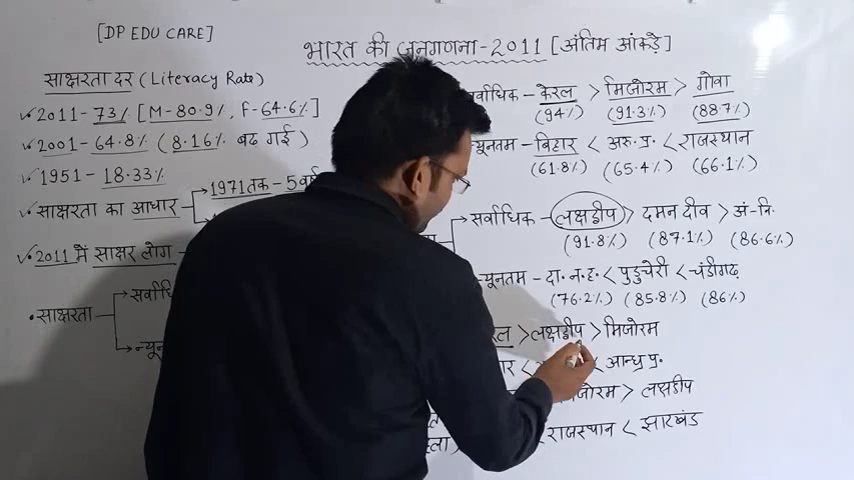 [DP EDU CARE]
भारत की जनगणना-2011 [अंतिम आंकड़े]
साक्षरता दर (Literacy Rate)
✓ 2011 - 73% [M-80.9%, F-64.6%]
✓ 2001 - 64.8% (8.16% बढ़ गई)
✓ 1951 - 18.33%
✓ साक्षरता का आधार → 1971 तक - 5 वर्ष
✓ 2011 में साक्षर लोग -
• साक्षरता
→ सर्वाधि
→ न्यून
र्वाधिक - केरल > मिजोरम > गोवा
(94%) (91.3%) (88.7%)
यूनतम - बिहार < अरु. प्र. < राजस्थान
(61.8%) (65.4%) (66.1%)
सर्वाधिक - लक्षद्वीप > दमन दीव > अं-नि.
(91.8%) (87.1%) (86.6%)
यूनतम - दा. न. ह. < पुडुचेरी < चंडीगढ़
(76.2%) (85.8%) (86%)
रल > लक्षद्वीप > मिजोरम
ार < < आन्ध्र प्र.
जोरम > लक्षद्वीप
राजस्थान < झारखंड